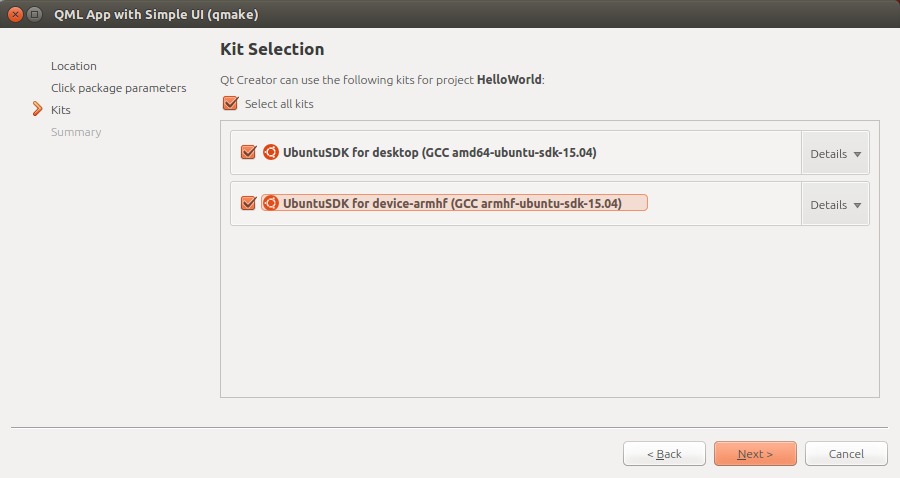 QML App with Simple UI (qmake)
Location
Click package parameters
Kits
Summary
Kit Selection
Qt Creator can use the following kits for project HelloWorld:
Select all kits
UbuntuSDK for desktop (GCC amd64-ubuntu-sdk-15.04)
Details
UbuntuSDK for device-armhf (GCC armhf-ubuntu-sdk-15.04)
Details
< Back
Next >
Cancel